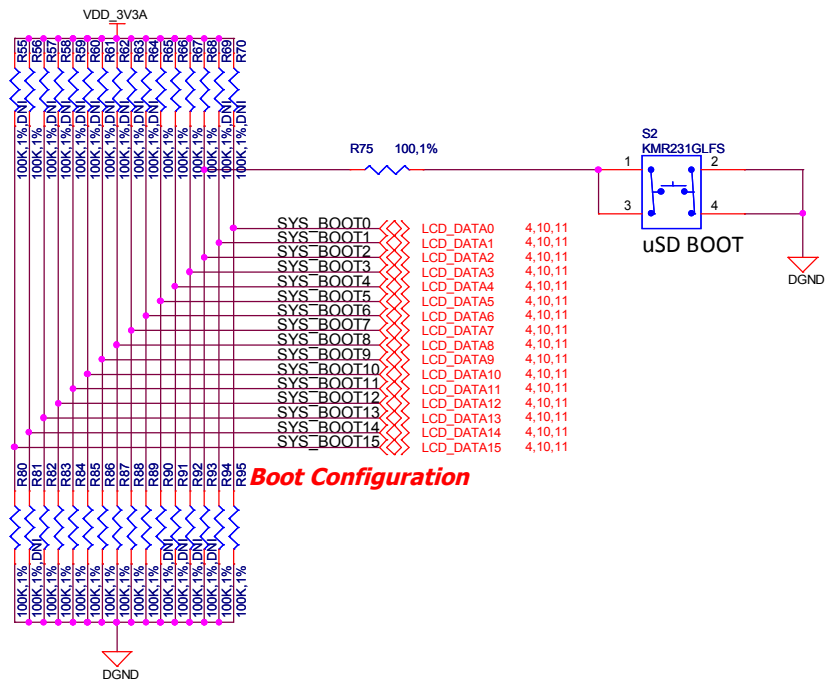 VDD_3V3A
R55
R56
R57
R58
R59
R60
R61
R62
R63
R64
R65
R66
R67
R68
R69
R70
100K,1%,DNI
100K,1%
100K,1%,DNI
100K,1%,DNI
100K,1%,DNI
100K,1%,DNI
100K,1%,DNI
100K,1%,DNI
100K,1%,DNI
100K,1%,DNI
100K,1%
100K,1%
100K,1%
100K,1%
100K,1%,DNI
100K,1%,DNI
R75 100,1%
S2
KMR231GLFS
1 2
3 4
uSD BOOT
DGND
SYS_BOOT0 LCD_DATA0 4,10,11
SYS_BOOT1 LCD_DATA1 4,10,11
SYS_BOOT2 LCD_DATA2 4,10,11
SYS_BOOT3 LCD_DATA3 4,10,11
SYS_BOOT4 LCD_DATA4 4,10,11
SYS_BOOT5 LCD_DATA5 4,10,11
SYS_BOOT6 LCD_DATA6 4,10,11
SYS_BOOT7 LCD_DATA7 4,10,11
SYS_BOOT8 LCD_DATA8 4,10,11
SYS_BOOT9 LCD_DATA9 4,10,11
SYS_BOOT10 LCD_DATA10 4,10,11
SYS_BOOT11 LCD_DATA11 4,10,11
SYS_BOOT12 LCD_DATA12 4,10,11
SYS_BOOT13 LCD_DATA13 4,10,11
SYS_BOOT14 LCD_DATA14 4,10,11
SYS_BOOT15 LCD_DATA15 4,10,11
Boot Configuration
R80
R81
R82
R83
R84
R85
R86
R87
R88
R89
R90
R91
R92
R93
R94
R95
100K,1%
100K,1%,DNI
100K,1%
100K,1%
100K,1%
100K,1%
100K,1%
100K,1%
100K,1%
100K,1%
100K,1%,DNI
100K,1%,DNI
100K,1%,DNI
100K,1%,DNI
100K,1%
100K,1%
DGND